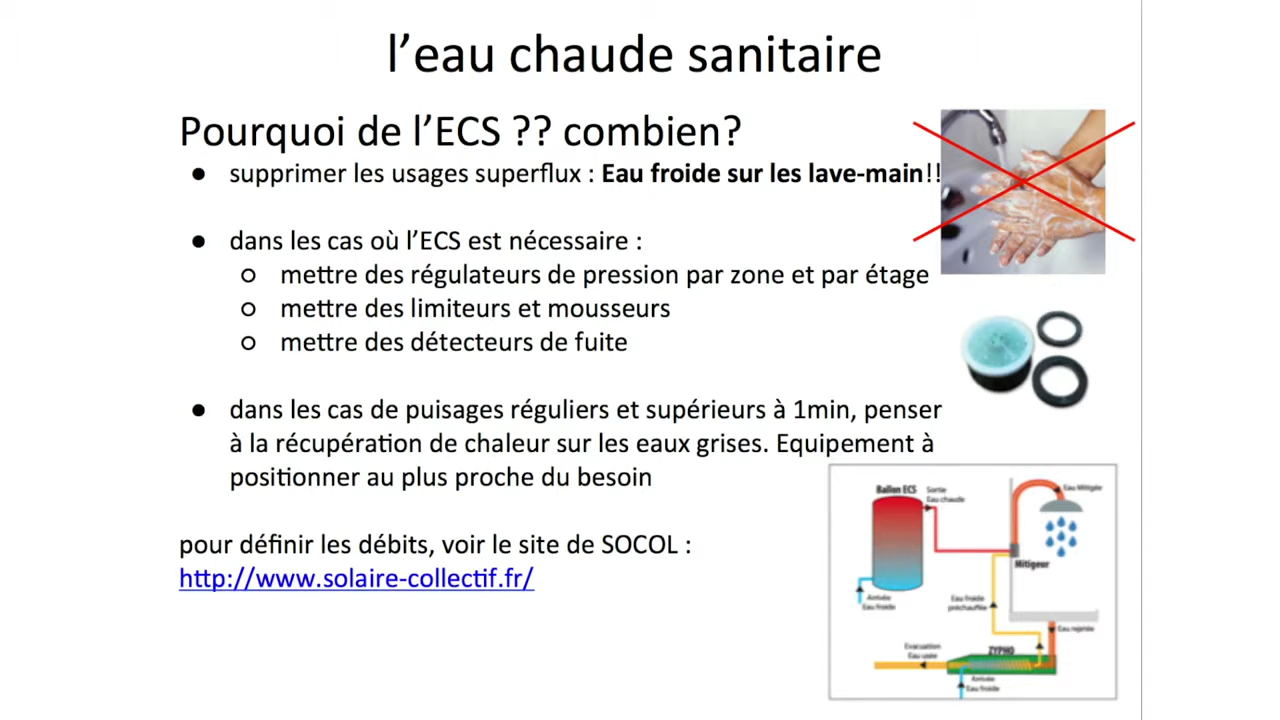 l’eau chaude sanitaire
Pourquoi de l’ECS ?? combien?
● supprimer les usages superflux : Eau froide sur les lave-main!!
● dans les cas où l’ECS est nécessaire :
○ mettre des régulateurs de pression par zone et par étage
○ mettre des limiteurs et mousseurs
○ mettre des détecteurs de fuite
● dans les cas de puisages réguliers et supérieurs à 1min, penser
à la récupération de chaleur sur les eaux grises. Equipement à
positionner au plus proche du besoin
pour définir les débits, voir le site de SOCOL :
http://www.solaire-collectif.fr/
Ballon ECS
Sortie
Eau chaude
Eau Mitigée
Mitigeur
Arrivée
Eau froide
Eau froide
préchauffée
Eau reprise
Evacuation
Eau usée
ZYPHO
Arrivée
Eau froide